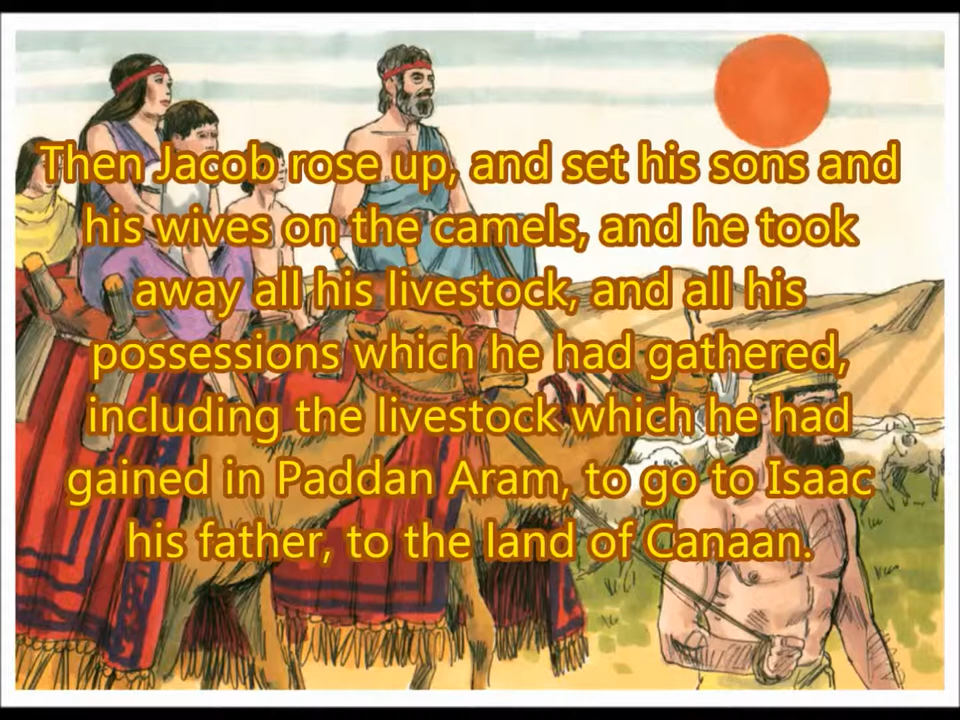 Then Jacob rose up, and set his sons and
his wives on the camels, and he took
away all his livestock, and all his
possessions which he had gathered,
including the livestock which he had
gained in Paddan Aram, to go to Isaac
his father, to the land of Canaan.